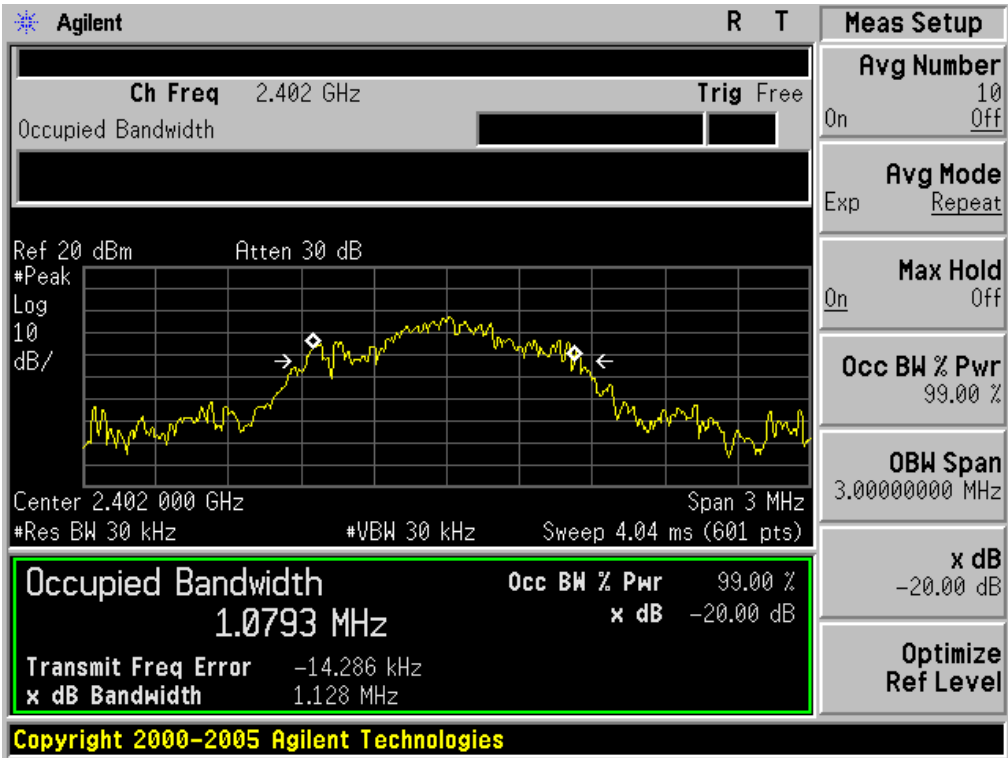 Agilent R T
Ch Freq 2.402 GHz Trig Free
Occupied Bandwidth
Ref 20 dBm Atten 30 dB
#Peak
Log
10
dB/
Center 2.402 000 GHz Span 3 MHz
#Res BW 30 kHz #VBW 30 kHz Sweep 4.04 ms (601 pts)
Occupied Bandwidth Occ BW % Pwr 99.00 %
1.0793 MHz x dB -20.00 dB
Transmit Freq Error -14.286 kHz
x dB Bandwidth 1.128 MHz
Copyright 2000-2005 Agilent Technologies
Meas Setup
Avg Number
10
On Off
Avg Mode
Exp Repeat
Max Hold
On Off
Occ BW % Pwr
99.00 %
OBW Span
3.00000000 MHz
x dB
-20.00 dB
Optimize
Ref Level